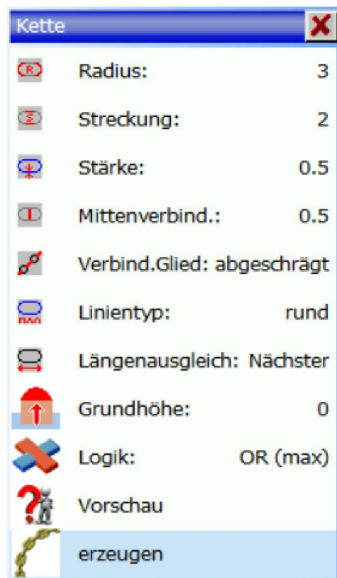 Kette
Radius: 3
Streckung: 2
Stärke: 0.5
Mittenverbind.: 0.5
Verbind.Glied: abgeschrägt
Linientyp: rund
Längenausgleich: Nächster
Grundhöhe: 0
Logik: OR (max)
Vorschau
erzeugen